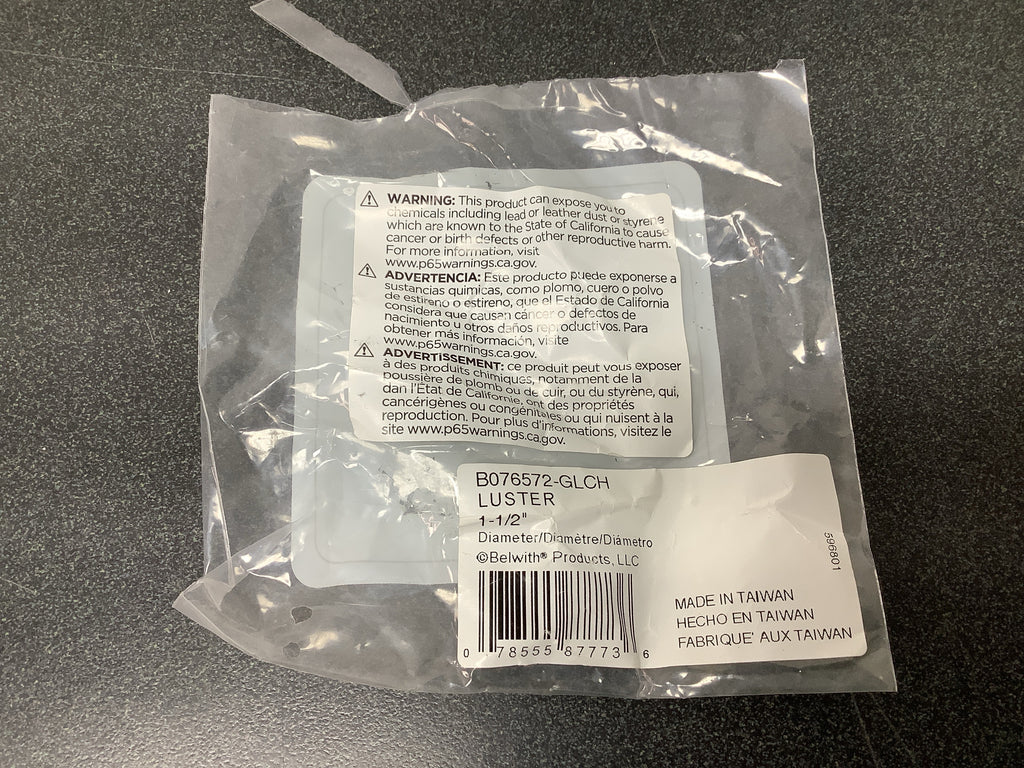 WARNING: This product can expose you to
chemicals including lead or leather dust or styrene
which are known to the State of California to cause
cancer or birth defects or other reproductive harm.
For more information, visit
www.p65warnings.ca.gov.
ADVERTENCIA: Este producto puede exponerse a
sustancias químicas, como plomo, cuero o polvo
de estireno o estireno, que el Estado de California
considera que causan cáncer o defectos de
nacimiento u otros daños reproductivos. Para
obtener más información, visite
www.p65warnings.ca.gov.
ADVERTISSEMENT: ce produit peut vous exposer
à des produits chimiques, notamment de la
poussière de plomb ou de cuir, ou du styrène, qui,
dan l'État de Californie, ont des propriétés
cancérigènes ou congénitales ou qui nuisent à la
reproduction. Pour plus d'informations, visitez le
site www.p65warnings.ca.gov.
B076572-GLCH
LUSTER
1-1/2"
Diameter/Diamètre/Diámetro
©Belwith® Products, LLC
0 78555 87773 6
596801
MADE IN TAIWAN
HECHO EN TAIWAN
FABRIQUE' AUX TAIWAN